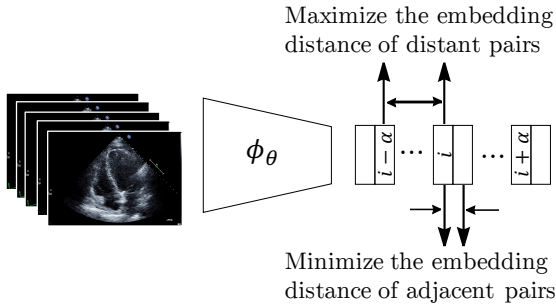 Maximize the embedding
distance of distant pairs
ϕθ
i − α
...
i
...
i + α
Minimize the embedding
distance of adjacent pairs